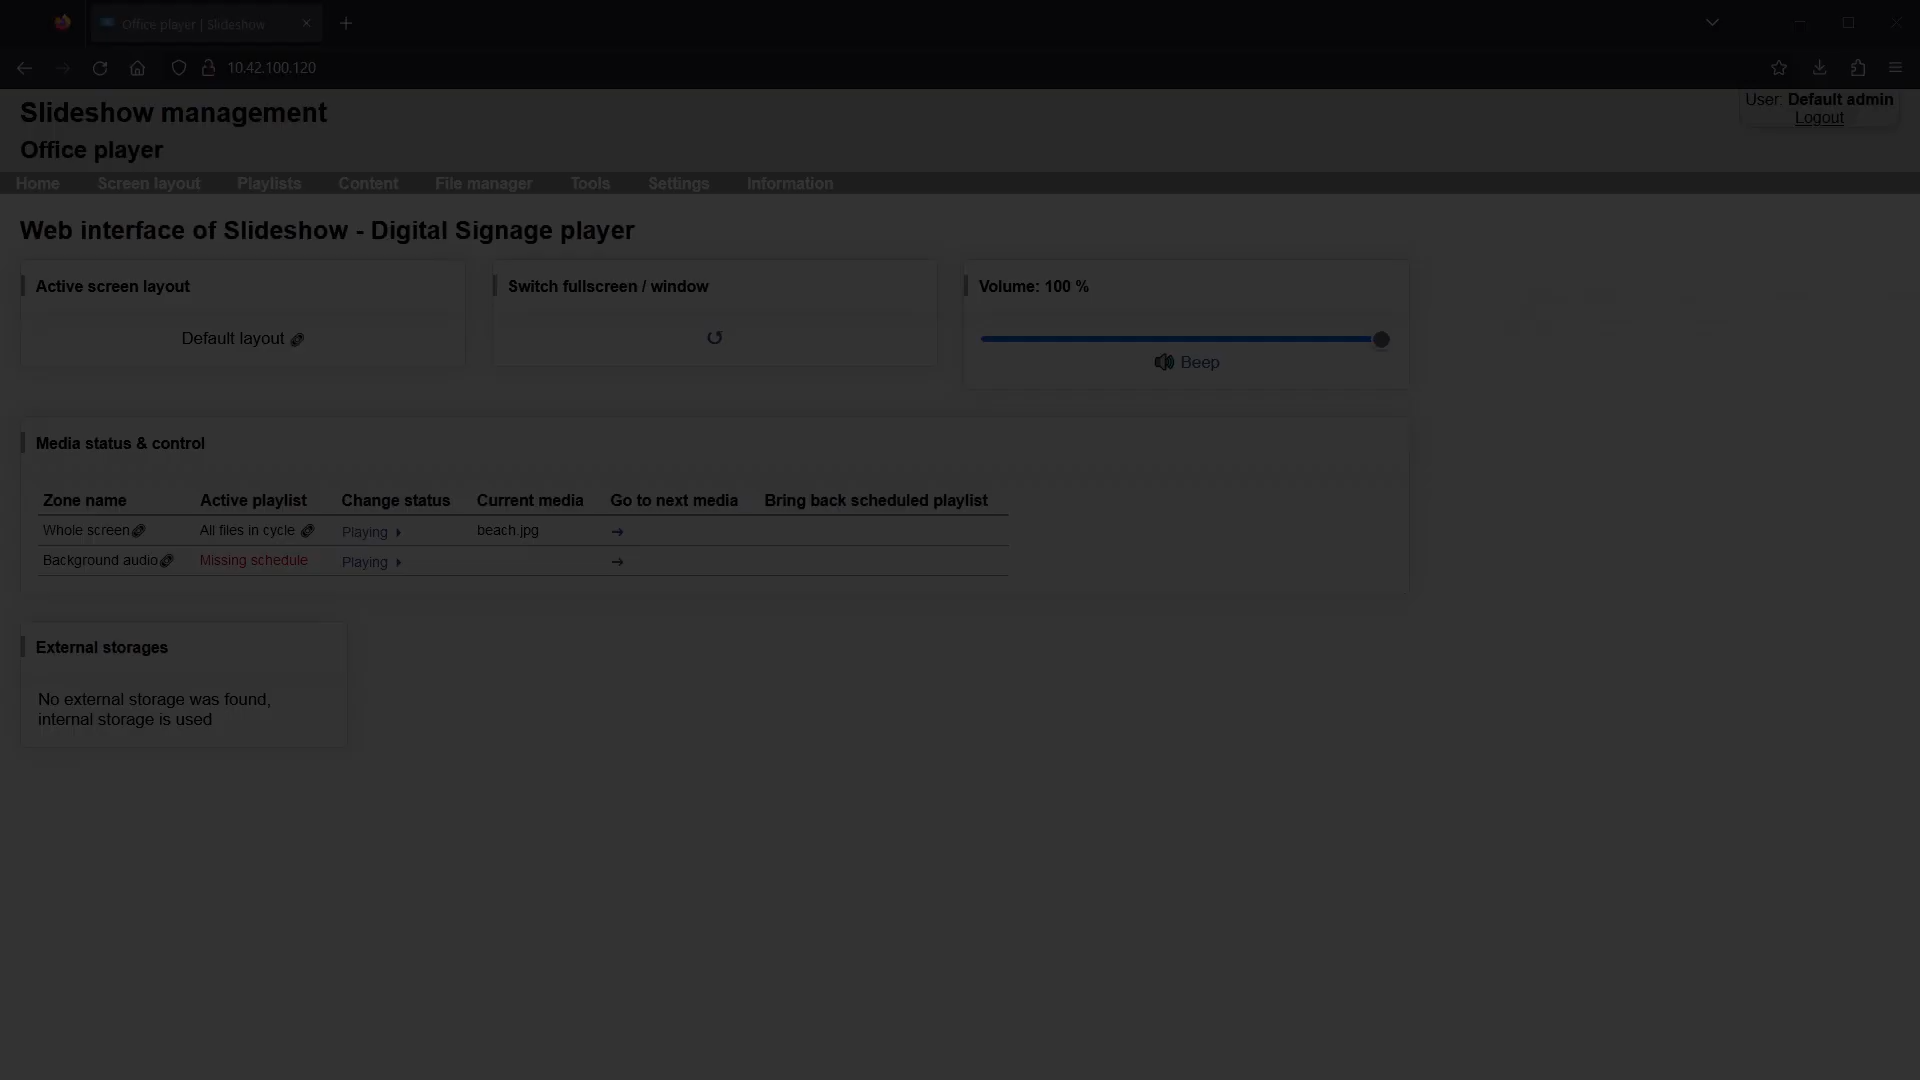 Office player | Slideshow
10.42.100.120
Slideshow management
User: Default admin
Logout
Office player
Home Screen layout Playlists Content File manager Tools Settings Information
Web interface of Slideshow - Digital Signage player
Active screen layout
Default layout
Switch fullscreen / window
Volume: 100 %
Beep
Media status & control
Zone name Active playlist Change status Current media Go to next media Bring back scheduled playlist
Whole screen All files in cycle Playing beach.jpg
Background audio Missing schedule Playing
External storages
No external storage was found,
internal storage is used